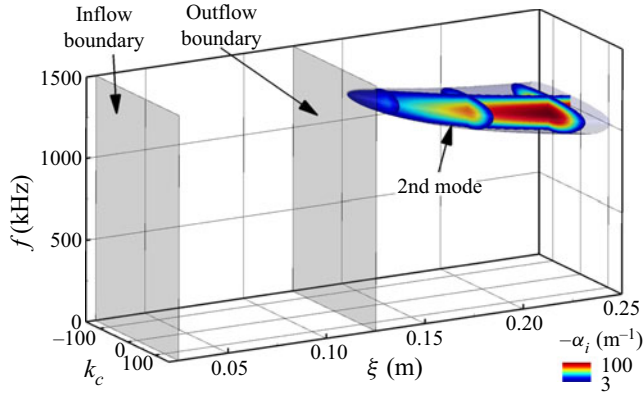 Inflow
boundary
Outflow
boundary
1500
1000
500
0
f (kHz)
2nd mode
−100
0
100
k_c
0.05
0.10
0.15
0.20
0.25
ξ (m)
−α_i (m⁻¹)
100
3